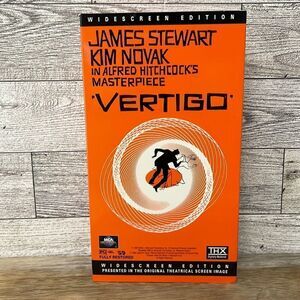 WIDESCREEN EDITION
JAMES STEWART
KIM NOVAK
IN ALFRED HITCHCOCK'S
MASTERPIECE
'VERTIGO'
MCA
FULLY RESTORED
THX
WIDESCREEN EDITION
PRESENTED IN THE ORIGINAL THEATRICAL SCREEN IMAGE